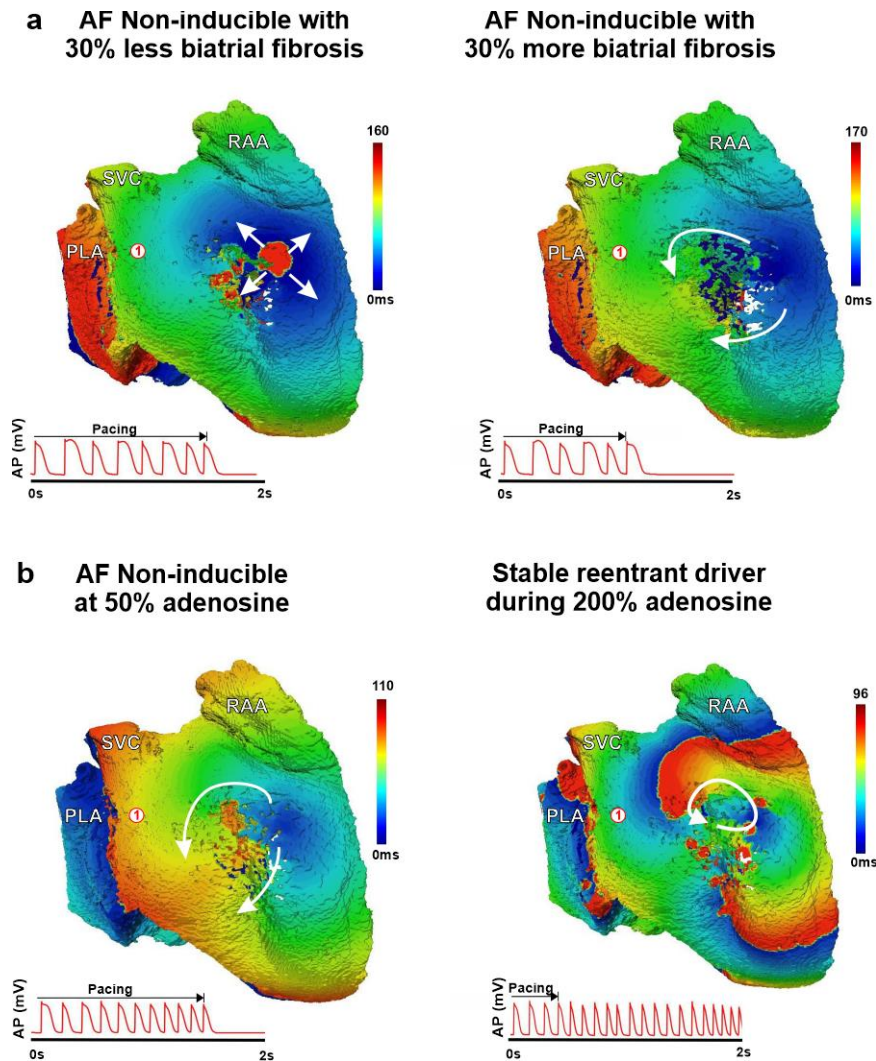 a
AF Non-inducible with
30% less biatrial fibrosis
AF Non-inducible with
30% more biatrial fibrosis
160
RAA
SVC
PLA
1
0ms
Pacing
AP (mV)
0s
2s
170
RAA
SVC
PLA
1
0ms
Pacing
AP (mV)
0s
2s
b
AF Non-inducible
at 50% adenosine
Stable reentrant driver
during 200% adenosine
110
RAA
SVC
PLA
1
0ms
Pacing
AP (mV)
0s
2s
96
RAA
SVC
PLA
1
0ms
Pacing
AP (mV)
0s
2s